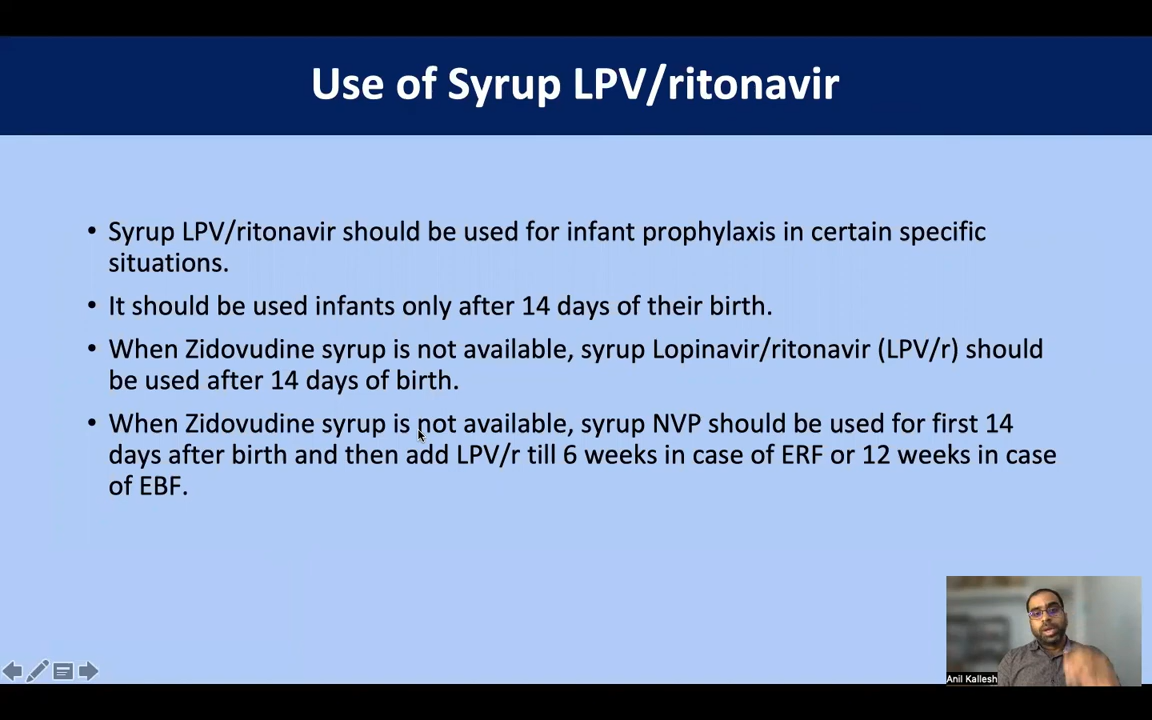 Use of Syrup LPV/ritonavir
• Syrup LPV/ritonavir should be used for infant prophylaxis in certain specific
situations.
• It should be used infants only after 14 days of their birth.
• When Zidovudine syrup is not available, syrup Lopinavir/ritonavir (LPV/r) should
be used after 14 days of birth.
• When Zidovudine syrup is not available, syrup NVP should be used for first 14
days after birth and then add LPV/r till 6 weeks in case of ERF or 12 weeks in case
of EBF.
Anil Kallesh